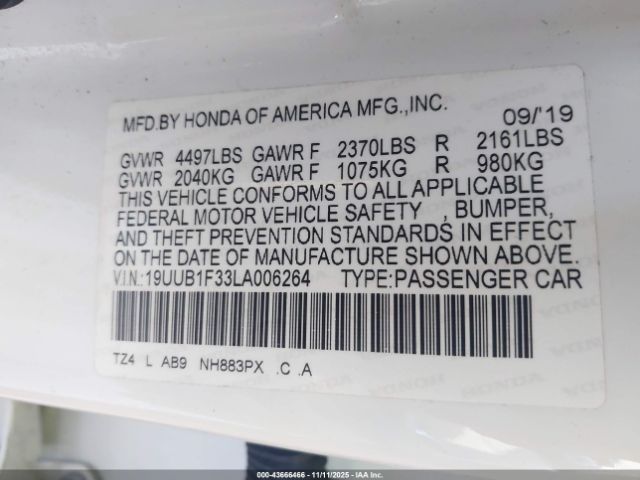 MFD.BY HONDA OF AMERICA MFG.,INC. 09/'19
GVWR 4497LBS GAWR F 2370LBS R 2161LBS
GVWR 2040KG GAWR F 1075KG R 980KG
THIS VEHICLE CONFORMS TO ALL APPLICABLE
FEDERAL MOTOR VEHICLE SAFETY , BUMPER,
AND THEFT PREVENTION STANDARDS IN EFFECT
ON THE DATE OF MANUFACTURE SHOWN ABOVE.
V.I.N.:19UUB1F33LA006264 TYPE:PASSENGER CAR
TZ4 L AB9 NH883PX .C .A
000-43666466 - 11/11/2025 - IAA Inc.